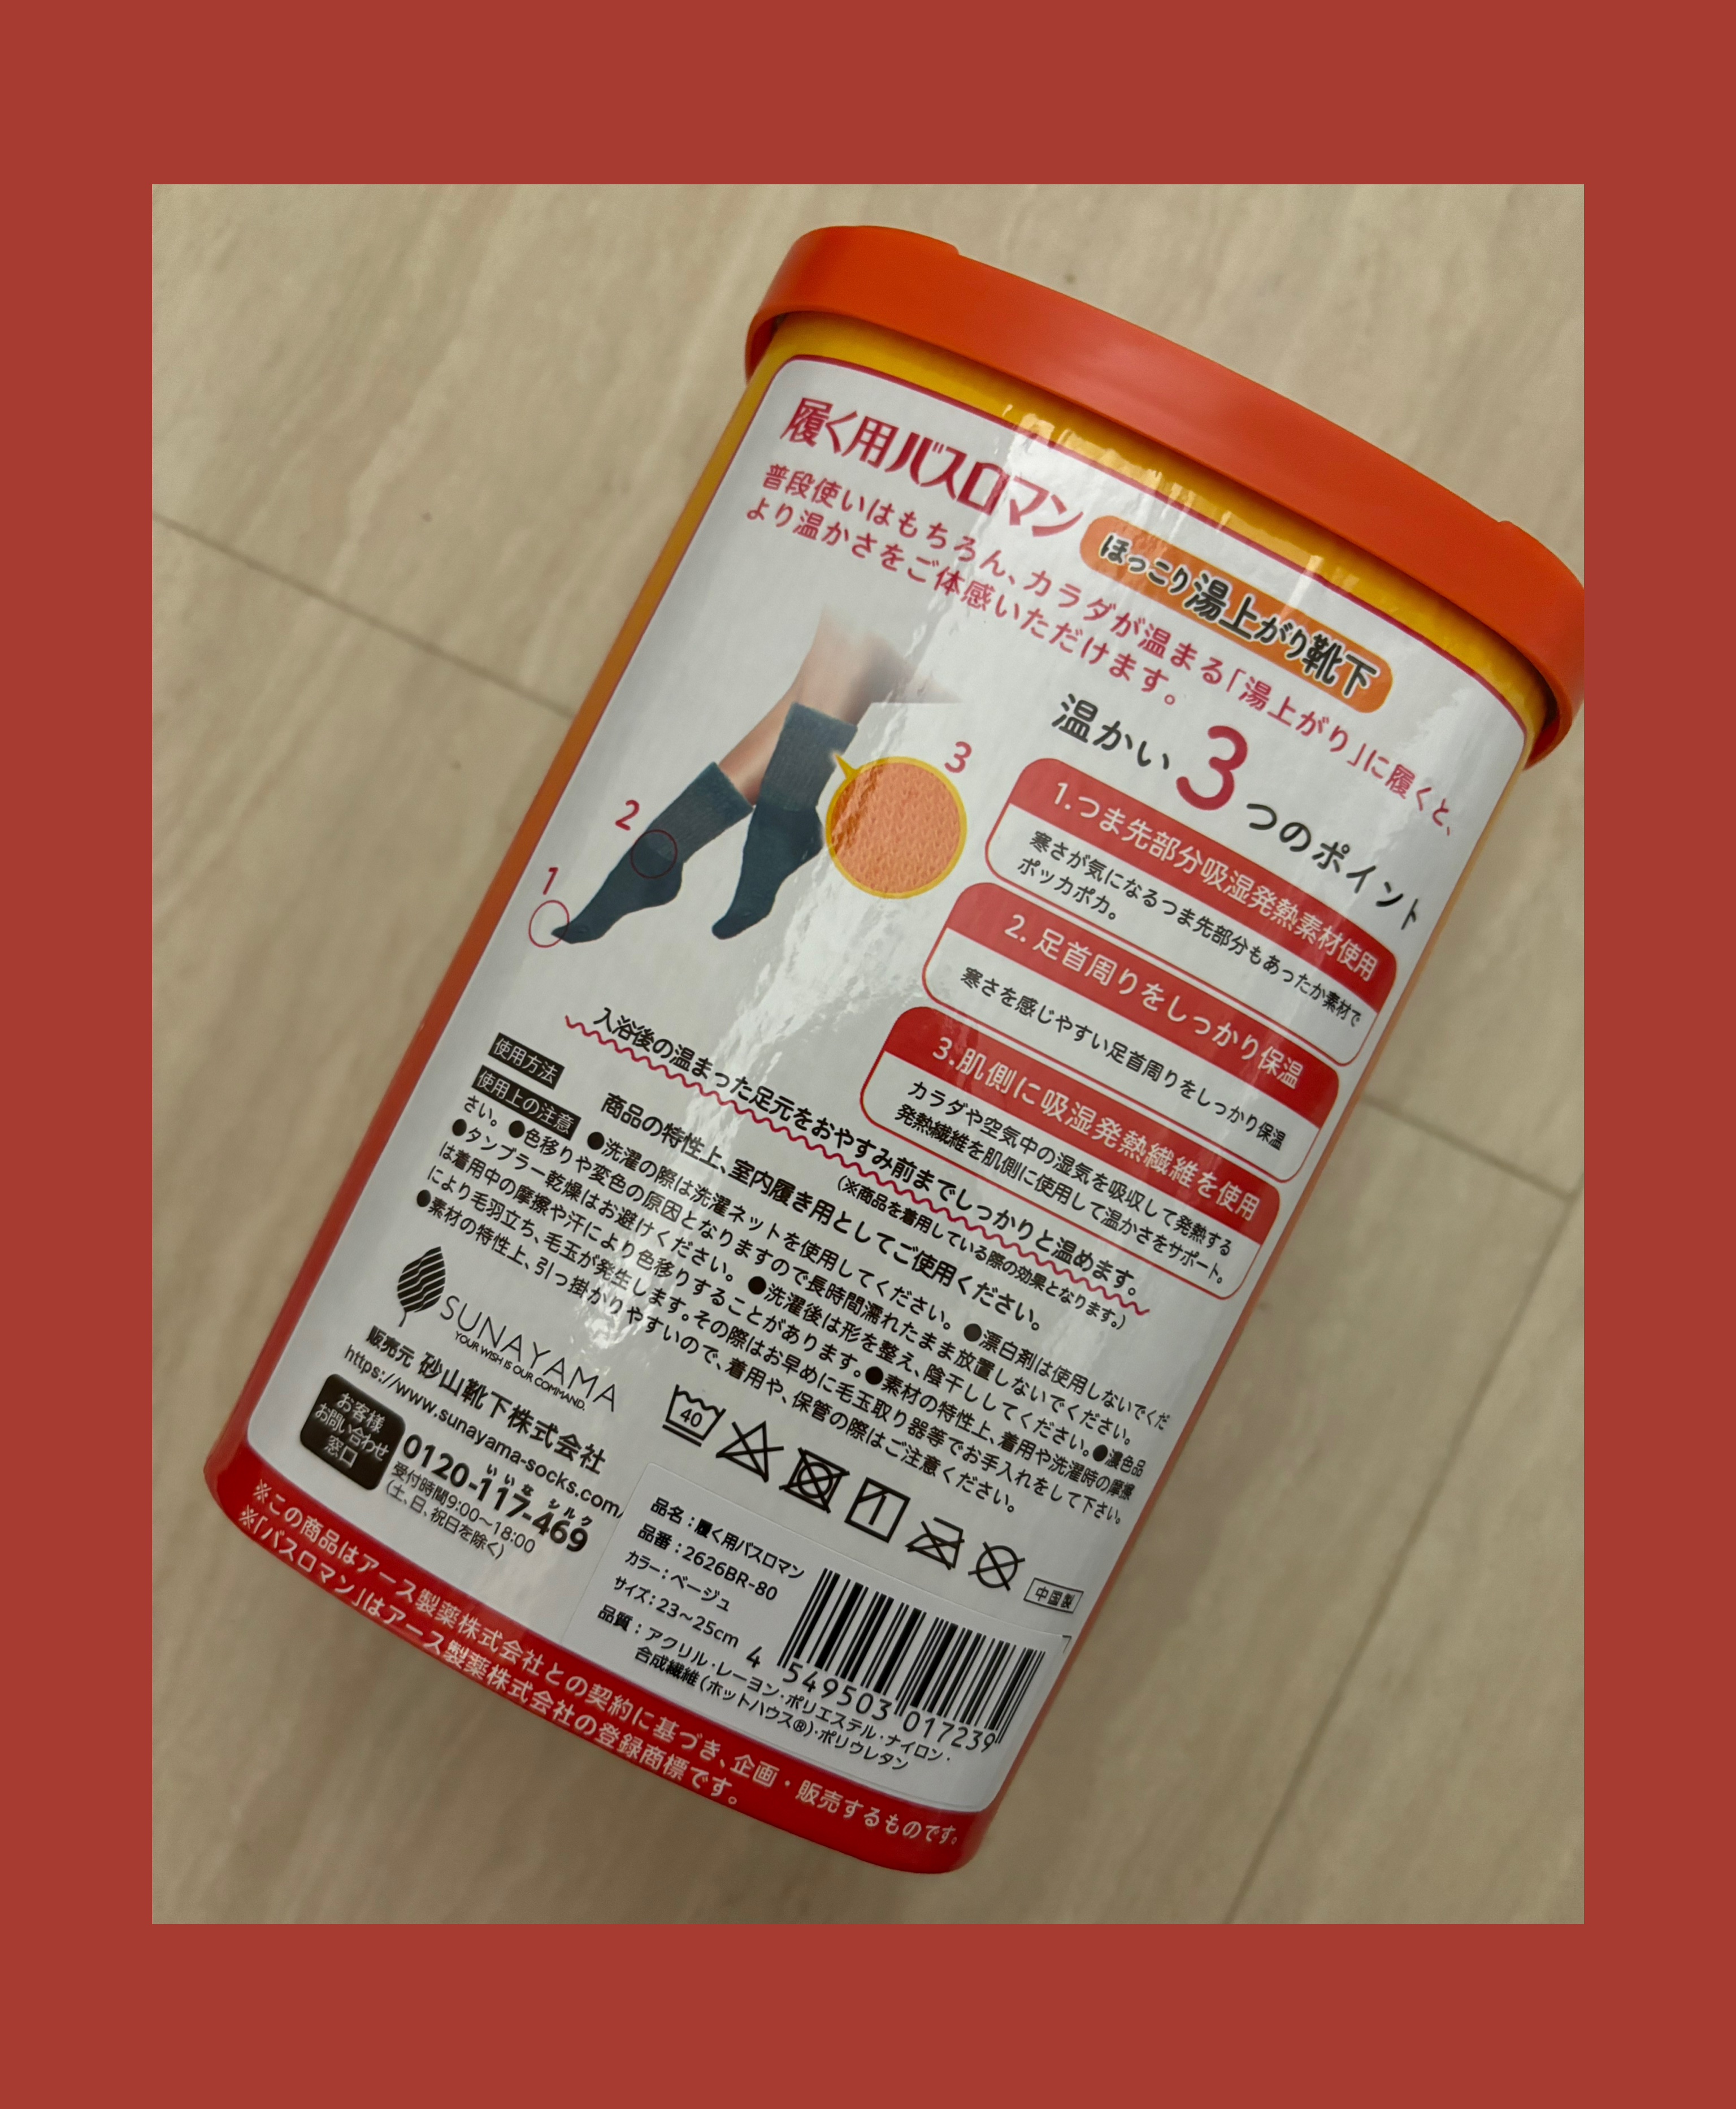 履く用バスロマン
ほっこり湯上がり靴下
普段使いはもちろん、カラダが温まる「湯上がり」に履くと、
より温かさをご体感いただけます。
温かい3つのポイント
1
2
3
1.つま先部分吸湿発熱素材使用
寒さが気になるつま先部分もあったか素材で
ポッカポカ。
2.足首周りをしっかり保温
寒さを感じやすい足首周りをしっかり保温
3.肌側に吸湿発熱繊維を使用
カラダや空気中の湿気を吸収して発熱する
発熱繊維を肌側に使用して温かさをサポート。
入浴後の温まった足元をおやすみ前までしっかりと温めます。
(※商品を着用している際の効果となります。)
使用方法 商品の特性上、室内履き用としてご使用ください。
使用上の注意 ●洗濯の際は洗濯ネットを使用してください。 ●漂白剤は使用しないでくだ
さい。 ●色移りや変色の原因となりますので長時間濡れたまま放置しないでください。
●タンブラー乾燥はお避けください。 ●洗濯後は形を整え、陰干ししてください。●濃色品
は着用中の摩擦や汗により色移りすることがあります。●素材の特性上、着用や洗濯時の摩擦
により毛羽立ち、毛玉が発生します。その際はお早めに毛玉取り器等でお手入れをして下さい。
●素材の特性上、引っ掛かりやすいので、着用や、保管の際はご注意ください。
40
中国製
SUNAYAMA
YOUR WISH IS OUR COMMAND.
販売元 砂山靴下株式会社
https://www.sunayama-socks.com/
お客様
お問い合わせ
窓口
いいな シルク
0120-117-469
受付時間9:00〜18:00
(土、日、祝日を除く)
品名:履く用バスロマン
品番:2626BR-80
カラー:ベージュ
サイズ:23〜25cm
品質:アクリル・レーヨン・ポリエステル・ナイロン・
合成繊維(ホットハウス®)・ポリウレタン
4 549503 017239
※この商品はアース製薬株式会社との契約に基づき、企画・販売するものです。
※「バスロマン」はアース製薬株式会社の登録商標です。